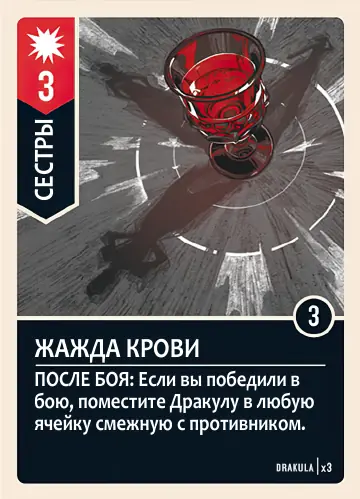 3
СЕСТРЫ
3
ЖАЖДА КРОВИ
ПОСЛЕ БОЯ: Если вы победили в
бою, поместите Дракулу в любую
ячейку смежную с противником.
DRAKULA | x3